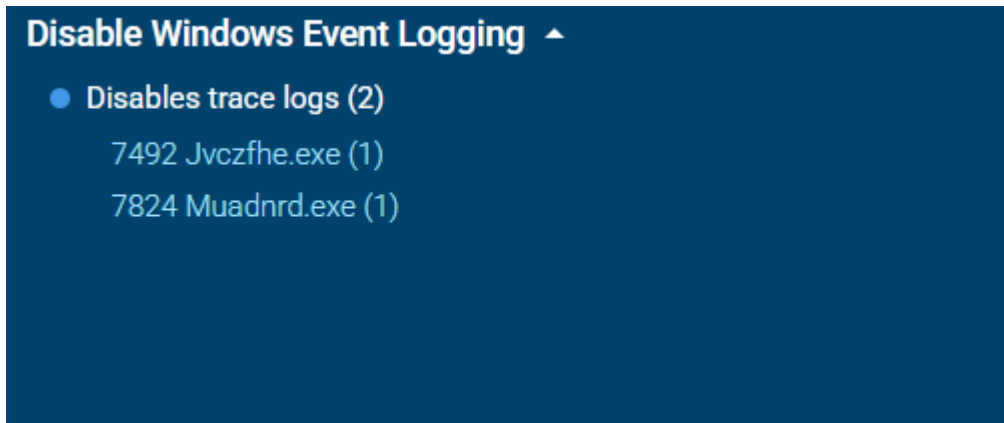 Disable Windows Event Logging
Disables trace logs (2)
7492 Jvczfhe.exe (1)
7824 Muadnrd.exe (1)